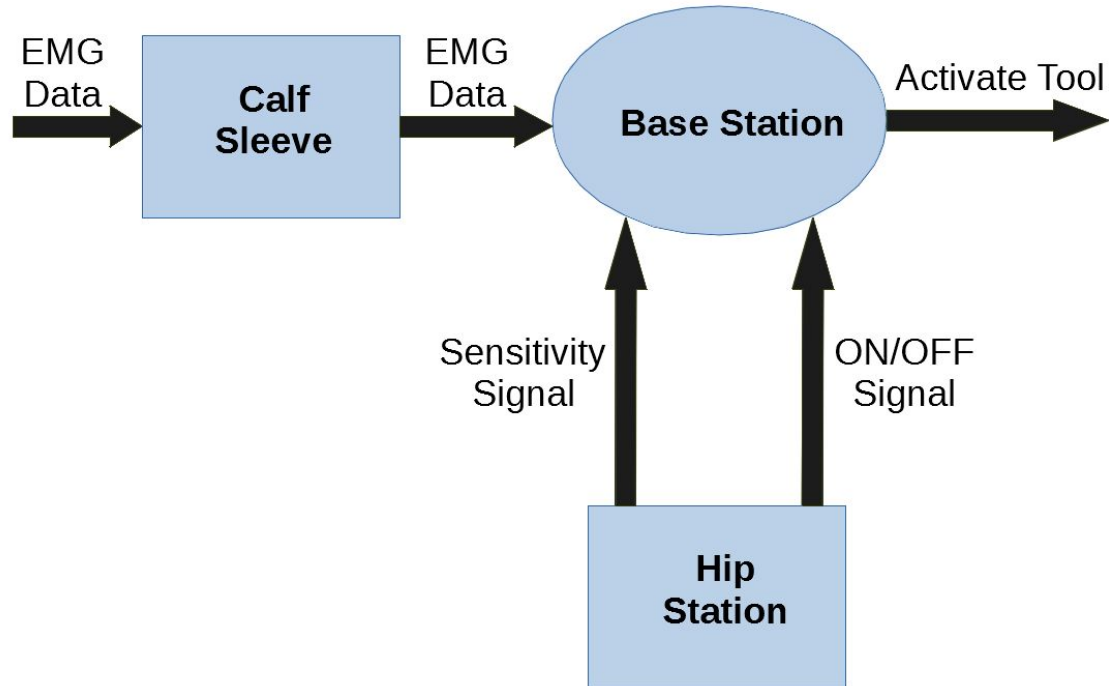 EMG
Data
Calf
Sleeve
EMG
Data
Base Station
Activate Tool
Sensitivity
Signal
ON/OFF
Signal
Hip
Station